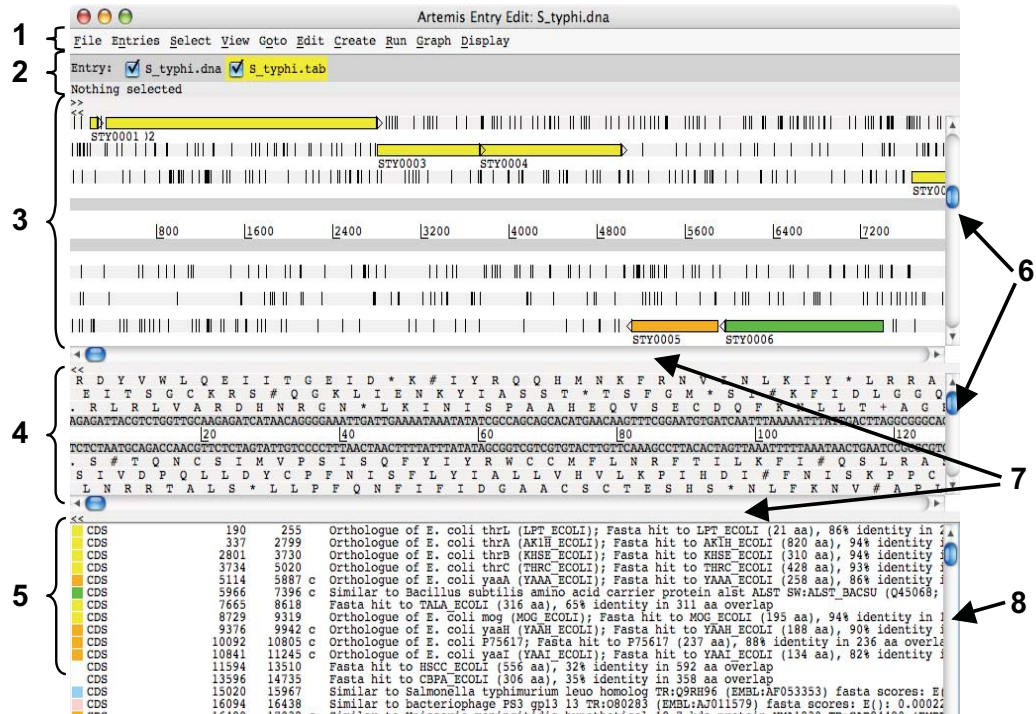 Artemis Entry Edit: S_typhi.dna
1
File Entries Select View Goto Edit Create Run Graph Display
2
Entry: S_typhi.dna S_typhi.tab
Nothing selected
>>
<<
STY0001 )2
STY0003 STY0004
STY00
3
800 1600 2400 3200 4000 4800 5600 6400 7200
6
STY0005 STY0006
<<
R D Y V W L Q E I I T G E I D * K # I Y R Q Q H M N K F R N V I N L K I Y * L R R A
E I T S G C K R S R # Q G K L I E N K Y I A S S T * T S F G M * S I # K F I D L G G Q
. R L R L V A R D H N R G N * L K I N I S P A A H E Q V S E C D Q F K N L L T + A G
4
AGAGATTACGTCTGGTTGCAAGAGATCATAACAGGGGAAATTGATTGAAAATAAATATATCGCCAGCAGCACATGAACAAGTTTCGGAATGTGATCAATTTAAAAATTTATTGACTTAGGCGGGCAG
20 40 60 80 100 120
TCTCTAATGCAGACCAACGTTCTCTAGTATTGTCCCCTTTAACTAACTTTTATTTATATAGCGGTCGTCGTGTACTTGTTCAAAGCCTTACACTAGTTAAATTTTTAAATAACTGAATCCGCCCGTC
. S # T Q N C S I M V P S I S Q F Y I Y R W C C M F L N R F T I L K F I # Q S L R A
S I V D P Q L L D Y C P F N I S F L Y I A L L V H V L K P I H D I # F N I S K P P C
L N R R T A L S * L L P F Q N F I F I D G A A C S C T E S H S * N L F K N V # A P
7
<<
5
CDS 190 255 Orthologue of E. coli thrL (LPT_ECOLI); Fasta hit to LPT_ECOLI (21 aa), 86% identity in
CDS 337 2799 Orthologue of E. coli thrA (AK1H_ECOLI); Fasta hit to AK1H_ECOLI (820 aa), 94% identity
CDS 2801 3730 Orthologue of E. coli thrB (KHSE_ECOLI); Fasta hit to KHSE_ECOLI (310 aa), 94% identity
CDS 3734 5020 Orthologue of E. coli thrC (THRC_ECOLI); Fasta hit to THRC_ECOLI (428 aa), 93% identity
CDS 5114 5887 c Orthologue of E. coli yaaA (YAAA_ECOLI); Fasta hit to YAAA_ECOLI (258 aa), 86% identity
CDS 5966 7396 c Similar to Bacillus subtilis amino acid carrier protein alst ALST SW:ALST_BACSU (Q45068;
CDS 7665 8618 Fasta hit to TALA_ECOLI (316 aa), 65% identity in 311 aa overlap
CDS 8729 9319 Orthologue of E. coli mog (MOG_ECOLI); Fasta hit to MOG_ECOLI (195 aa), 94% identity in
CDS 9376 9942 c Orthologue of E. coli yaaH (YAAH_ECOLI); Fasta hit to YAAH_ECOLI (188 aa), 90% identity
CDS 10092 10805 c Orthologue of E. coli P75617; Fasta hit to P75617 (237 aa), 88% identity in 236 aa overla
CDS 10841 11245 c Orthologue of E. coli yaaI (YAAI_ECOLI); Fasta hit to YAAI_ECOLI (134 aa), 82% identity
CDS 11594 13510 Fasta hit to HSCC_ECOLI (556 aa), 32% identity in 592 aa overlap
CDS 13596 14735 Fasta hit to CBPA_ECOLI (306 aa), 35% identity in 358 aa overlap
CDS 15020 15967 Similar to Salmonella typhimurium leuo homolog TR:Q9RH96 (EMBL:AF053353) fasta scores: E(
CDS 16094 16438 Similar to bacteriophage PS3 gp13 13 TR:O80283 (EMBL:AJ011579) fasta scores: E(): 0.00022
8